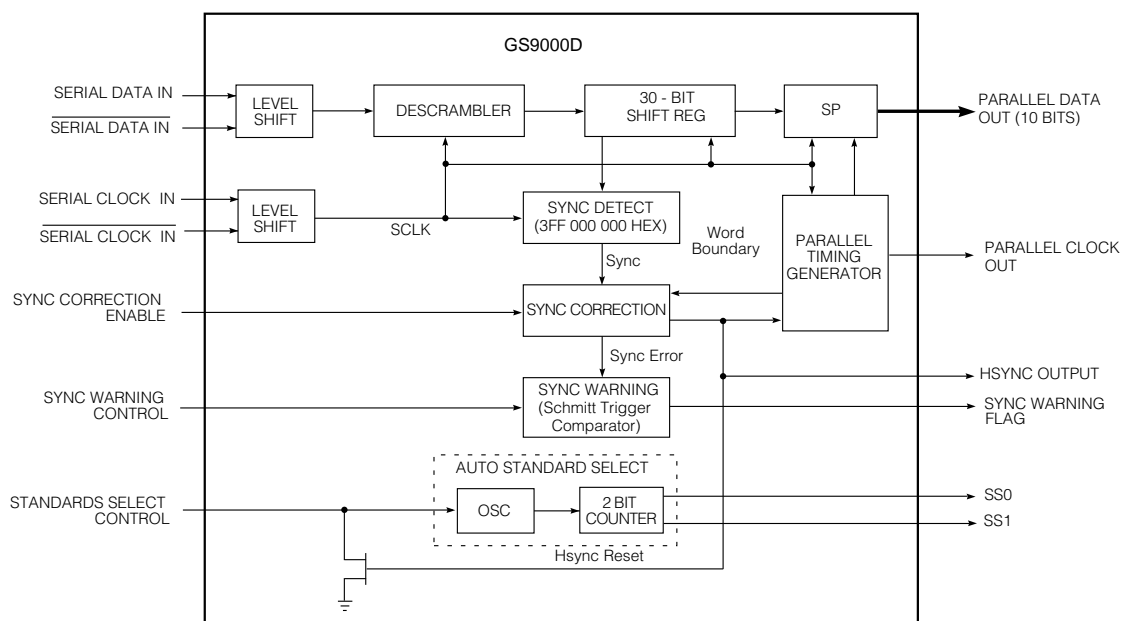 GS9000D
SERIAL DATA IN
SERIAL DATA IN
LEVEL
SHIFT
DESCRAMBLER
30 - BIT
SHIFT REG
SP
PARALLEL DATA
OUT (10 BITS)
SERIAL CLOCK IN
SERIAL CLOCK IN
LEVEL
SHIFT
SCLK
SYNC DETECT
(3FF 000 000 HEX)
Sync
Word
Boundary
PARALLEL
TIMING
GENERATOR
PARALLEL CLOCK
OUT
SYNC CORRECTION
ENABLE
SYNC CORRECTION
Sync Error
HSYNC OUTPUT
SYNC WARNING
CONTROL
SYNC WARNING
(Schmitt Trigger
Comparator)
SYNC WARNING
FLAG
AUTO STANDARD SELECT
STANDARDS SELECT
CONTROL
OSC
2 BIT
COUNTER
SS0
SS1
Hsync Reset